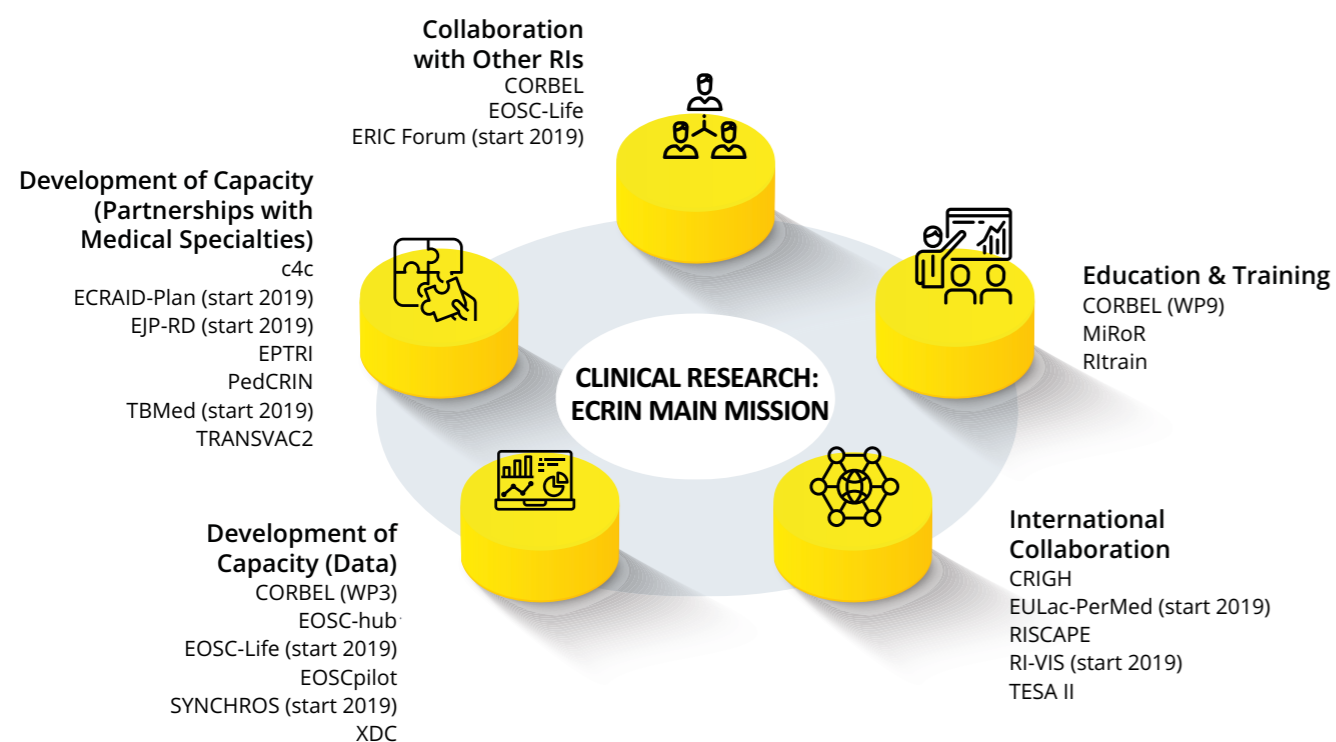 Collaboration
with Other RIs
CORBEL
EOSC-Life
ERIC Forum (start 2019)
Development of Capacity
(Partnerships with
Medical Specialties)
c4c
ECRAID-Plan (start 2019)
EJP-RD (start 2019)
EPTRI
PedCRIN
TBMed (start 2019)
TRANSVAC2
Education & Training
CORBEL (WP9)
MiRoR
RItrain
CLINICAL RESEARCH:
ECRIN MAIN MISSION
Development of
Capacity (Data)
CORBEL (WP3)
EOSC-hub
EOSC-Life (start 2019)
EOSCpilot
SYNCHROS (start 2019)
XDC
International
Collaboration
CRIGH
EULac-PerMed (start 2019)
RISCAPE
RI-VIS (start 2019)
TESA II